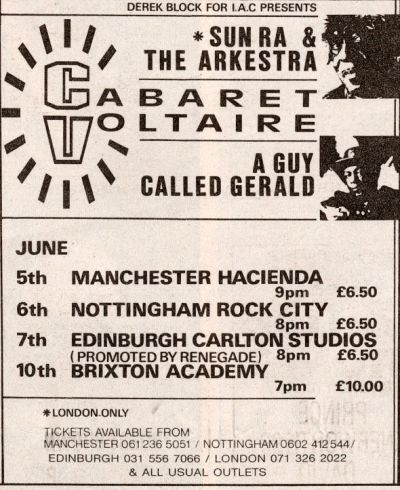 DEREK BLOCK FOR I.A.C PRESENTS
*SUN RA &
THE ARKESTRA
CABARET
VOLTAIRE
A GUY
CALLED GERALD
JUNE
5th MANCHESTER HACIENDA
9pm £6.50
6th NOTTINGHAM ROCK CITY
8pm £6.50
7th EDINBURGH CARLTON STUDIOS
(PROMOTED BY RENEGADE) 8pm £6.50
10th BRIXTON ACADEMY
7pm £10.00
*LONDON.ONLY
TICKETS AVAILABLE FROM
MANCHESTER 061 236 5051 / NOTTINGHAM 0602 412544/
EDINBURGH 031 556 7066 / LONDON 071 326 2022
& ALL USUAL OUTLETS